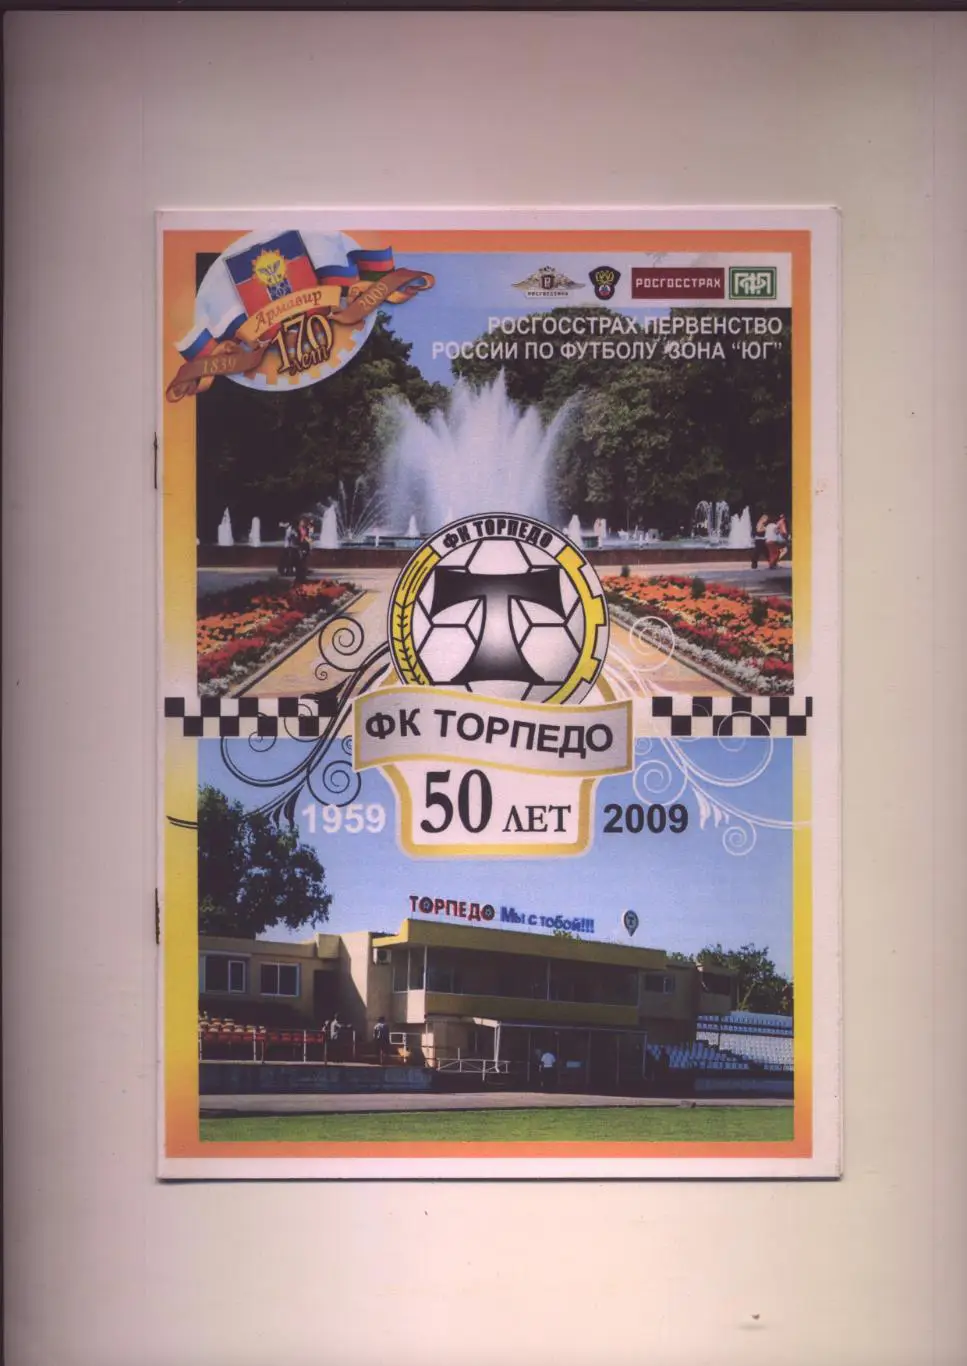 Армавир
170
лет
1839
2009
РОСГОССТРАХ
РОСГОССТРАХ ПЕРВЕНСТВО
РОССИИ ПО ФУТБОЛУ ЗОНА “ЮГ”
ФК ТОРПЕДО
Т
ФК ТОРПЕДО
1959 50 ЛЕТ 2009
ТОРПЕДО Мы с тобой!!!